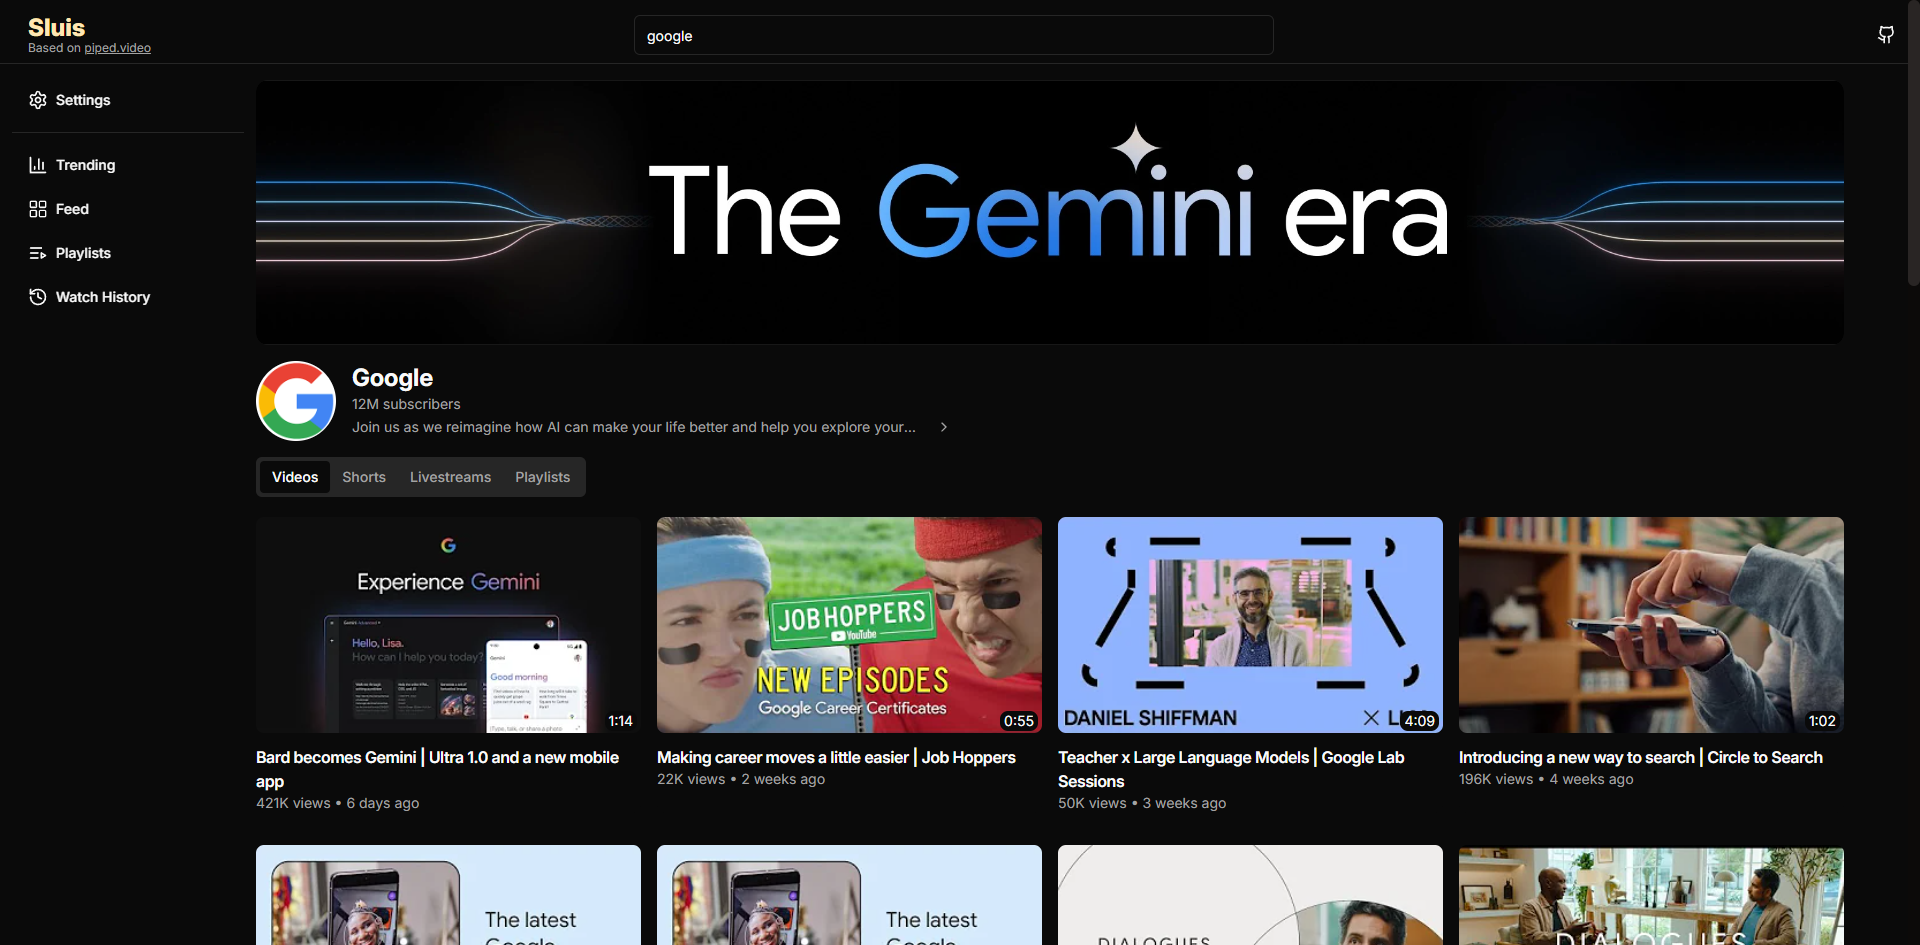 Sluis
Based on piped.video
google
Settings
Trending
Feed
Playlists
Watch History
The Gemini era
Google
12M subscribers
Join us as we reimagine how AI can make your life better and help you explore your...
Videos
Shorts
Livestreams
Playlists
Experience Gemini
Hello, Lisa.
How can I help you today?
Gemini
Good morning
1:14
JOB HOPPERS
YouTube
NEW EPISODES
Google Career Certificates
0:55
DANIEL SHIFFMAN
4:09
1:02
Bard becomes Gemini | Ultra 1.0 and a new mobile
app
421K views • 6 days ago
Making career moves a little easier | Job Hoppers
22K views • 2 weeks ago
Teacher x Large Language Models | Google Lab
Sessions
50K views • 3 weeks ago
Introducing a new way to search | Circle to Search
196K views • 4 weeks ago
The latest
Google
The latest
Google
DIALOGUES
DIALOGUES